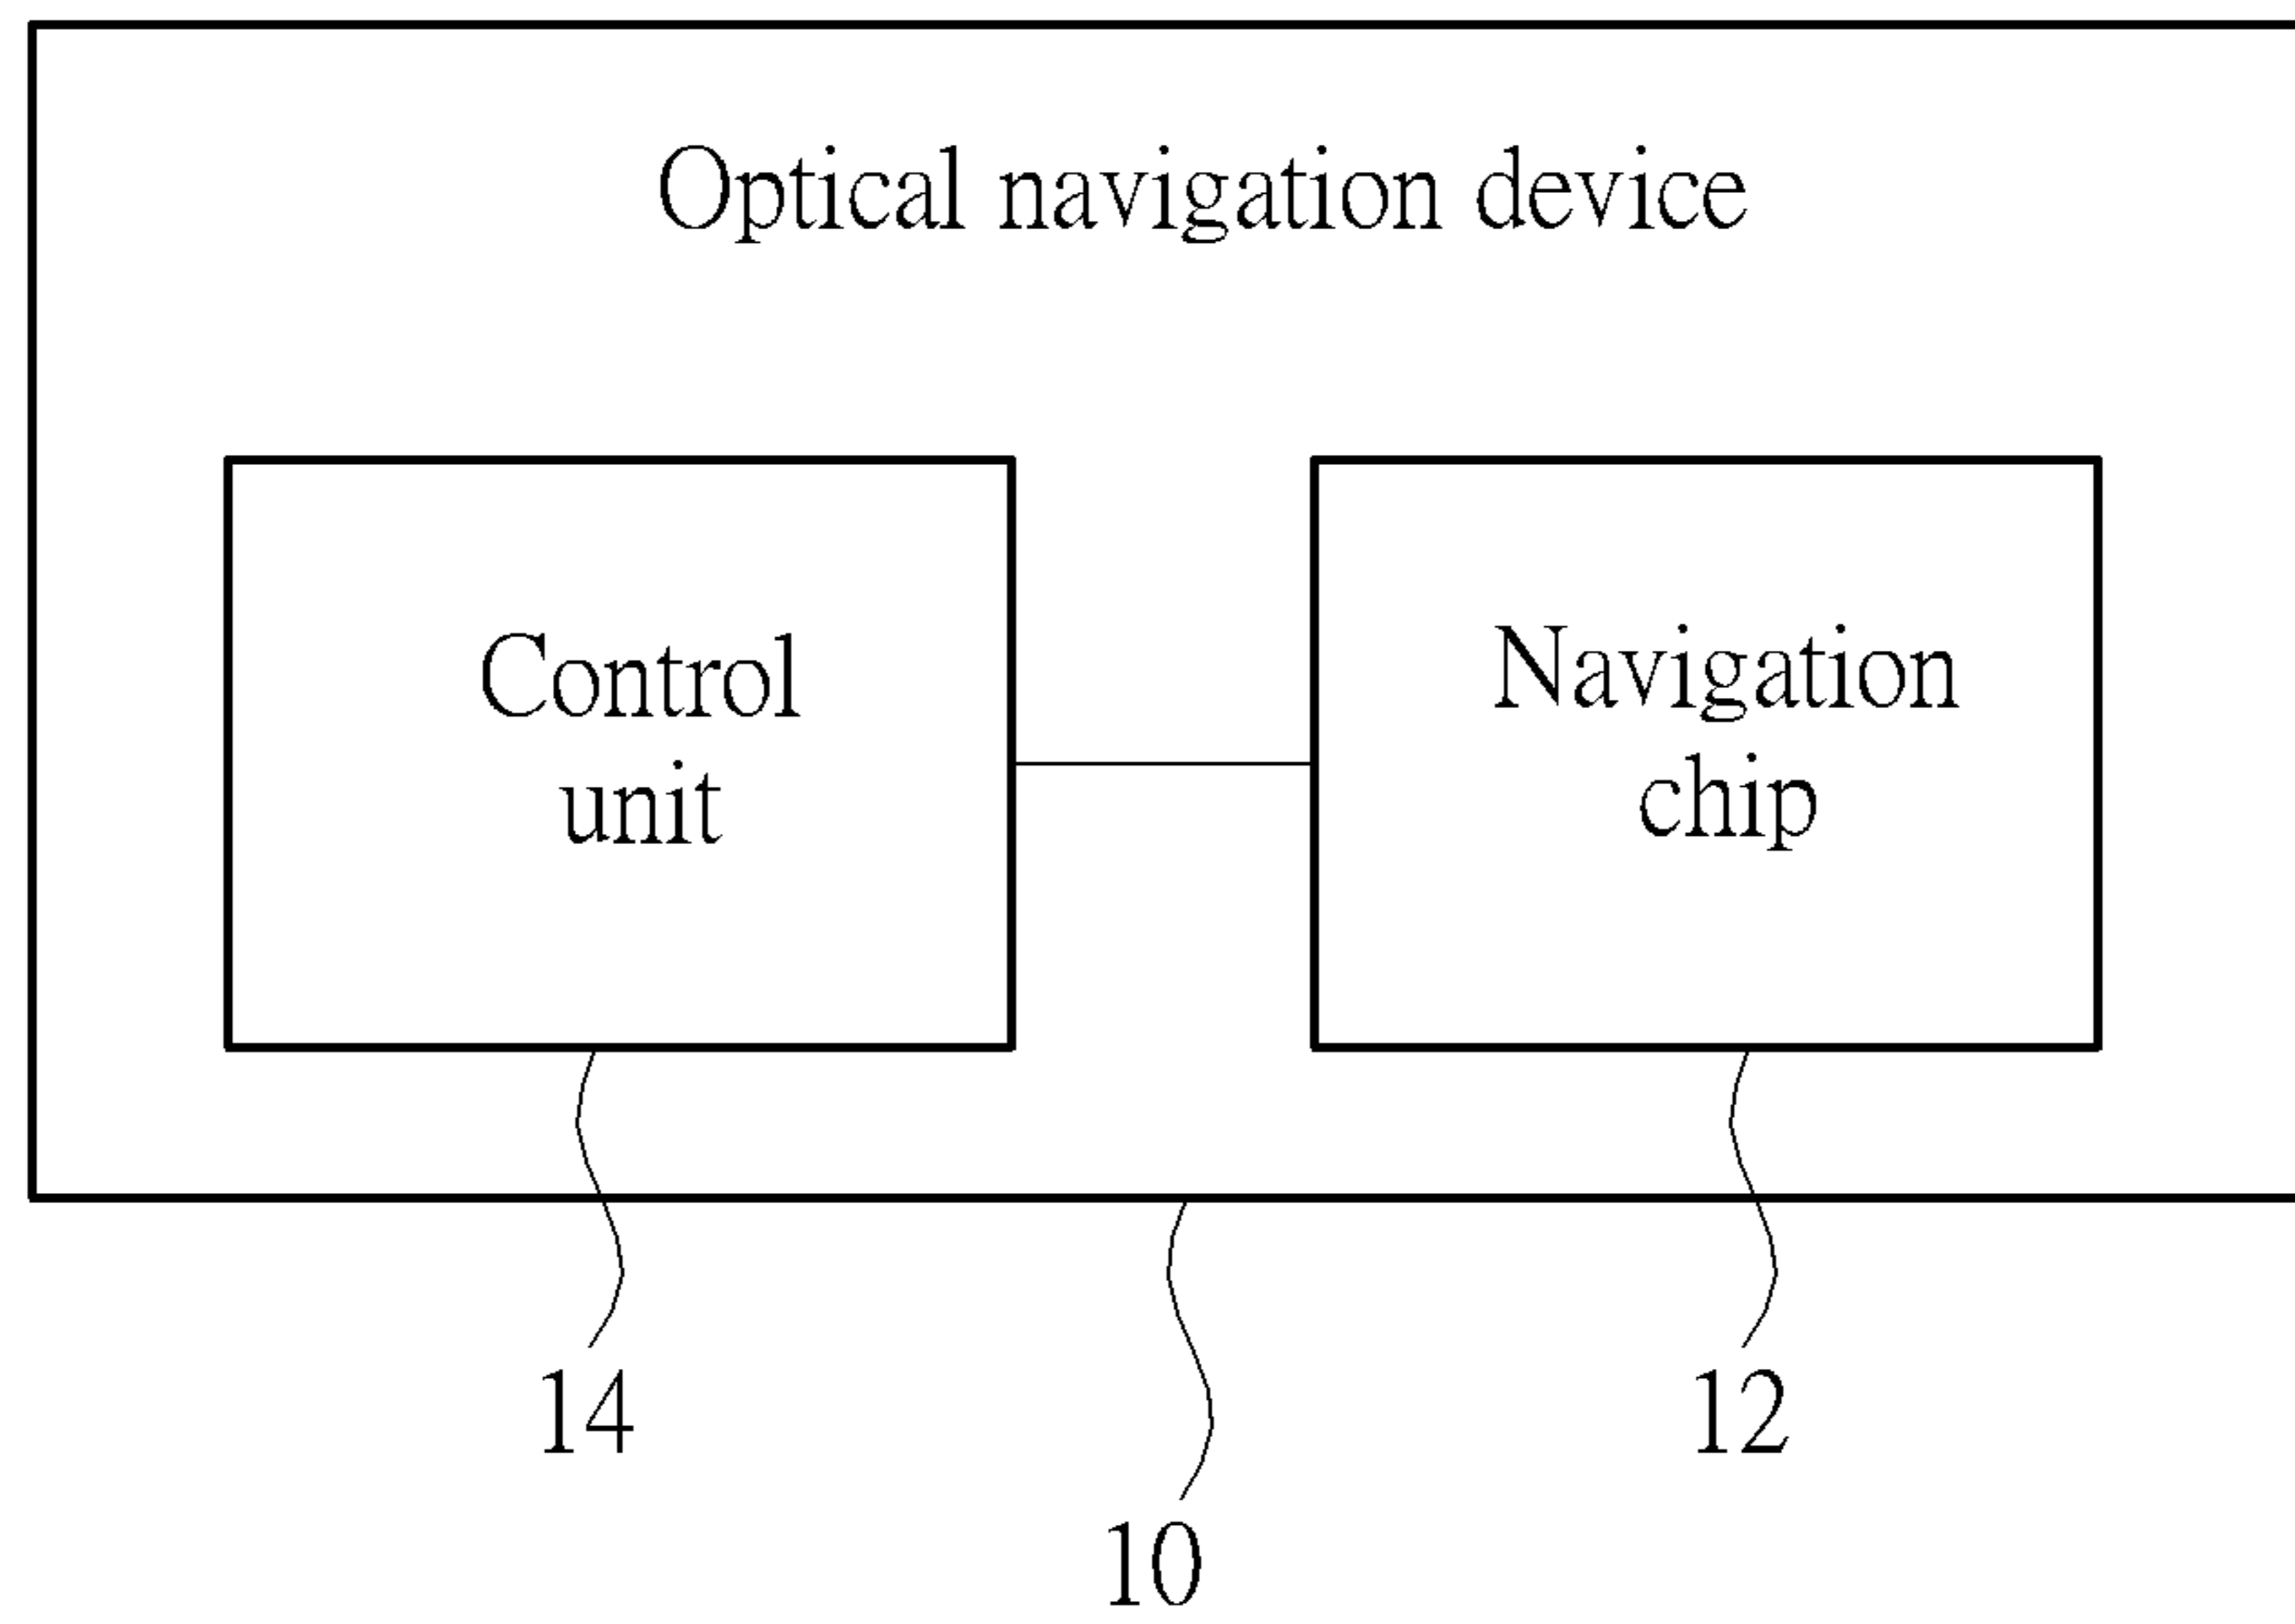 Optical navigation device
Control
unit
Navigation
chip
14
12
10